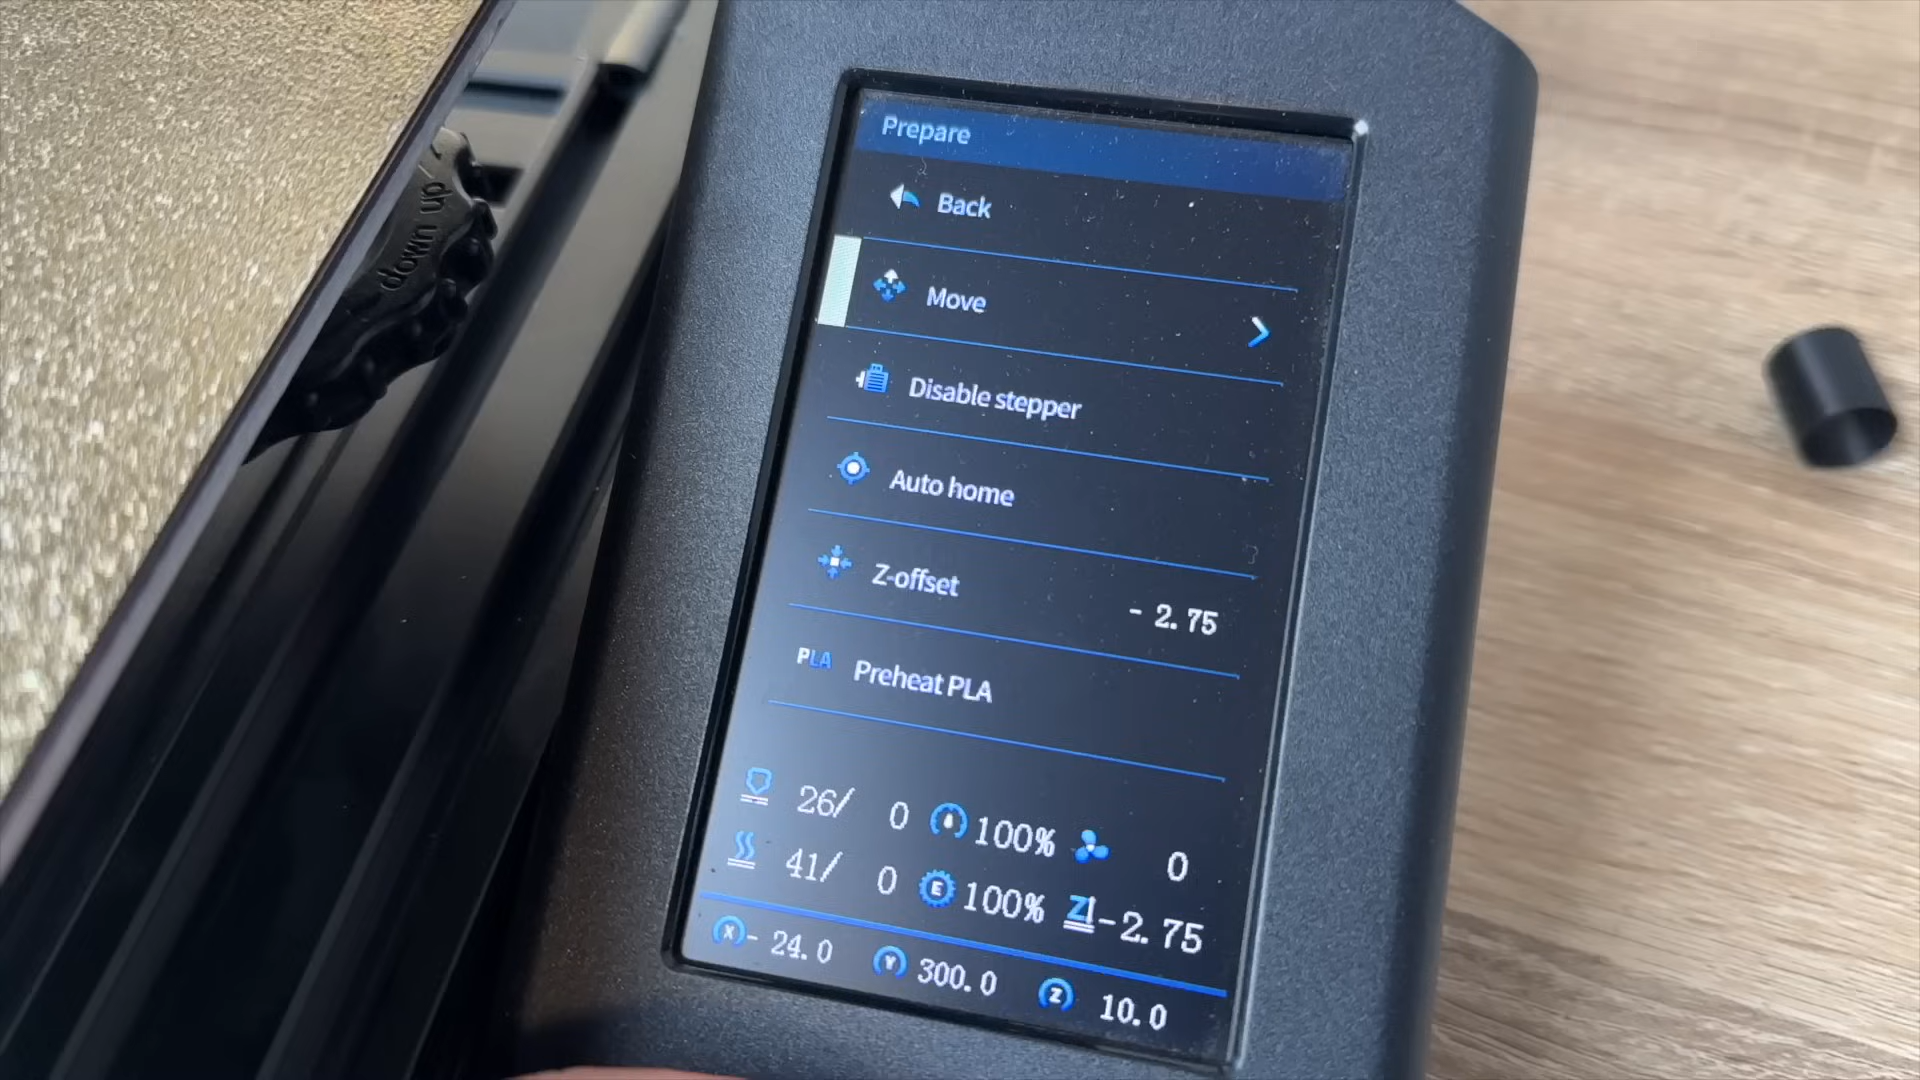 down up
Prepare
Back
Move
Disable stepper
Auto home
Z-offset - 2.75
PLA Preheat PLA
26/ 0 100% 0
41/ 0 E 100% Z -2.75
X - 24.0 Y 300.0 Z 10.0